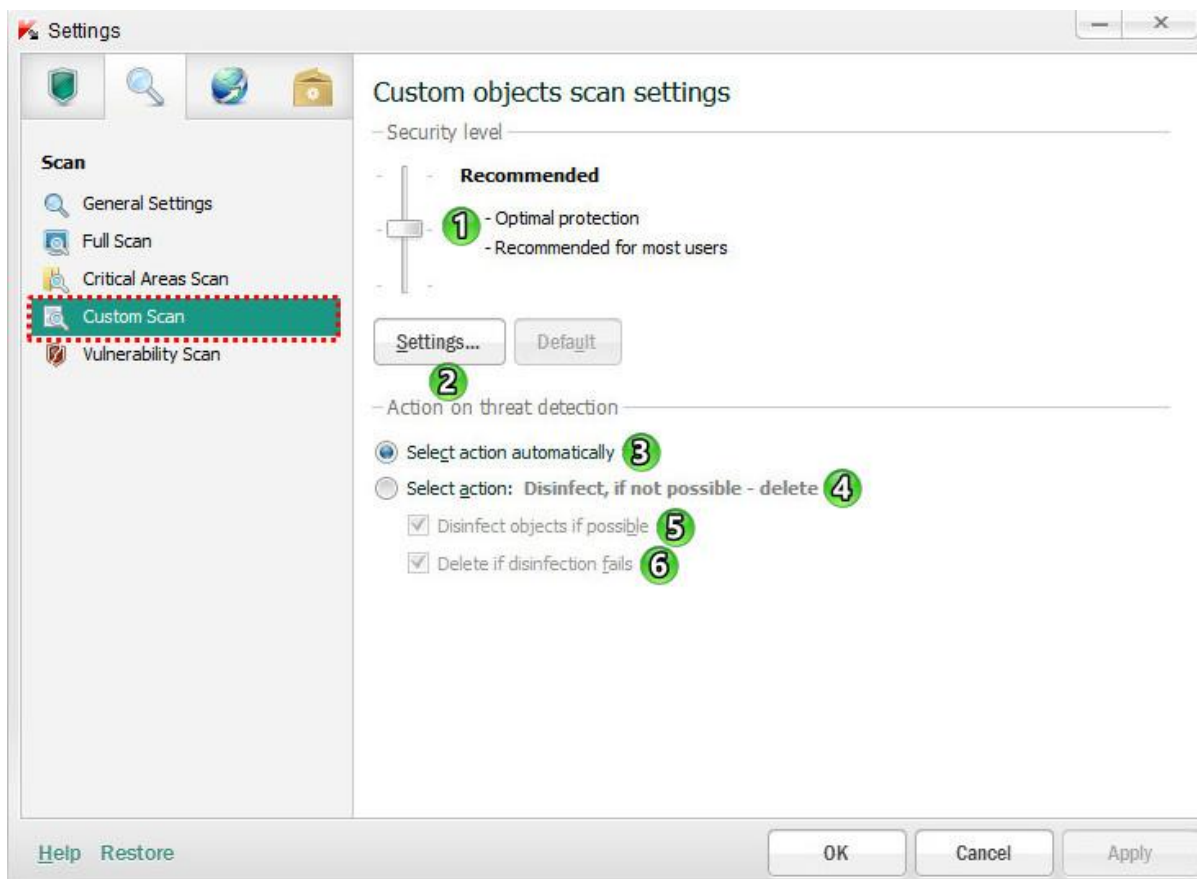 Settings
Scan
General Settings
Full Scan
Critical Areas Scan
Custom Scan
Vulnerability Scan
Custom objects scan settings
Security level
Recommended
1 - Optimal protection
- Recommended for most users
Settings... Default
2
Action on threat detection
Select action automatically 3
Select action: Disinfect, if not possible - delete 4
Disinfect objects if possible 5
Delete if disinfection fails 6
Help Restore OK Cancel Apply